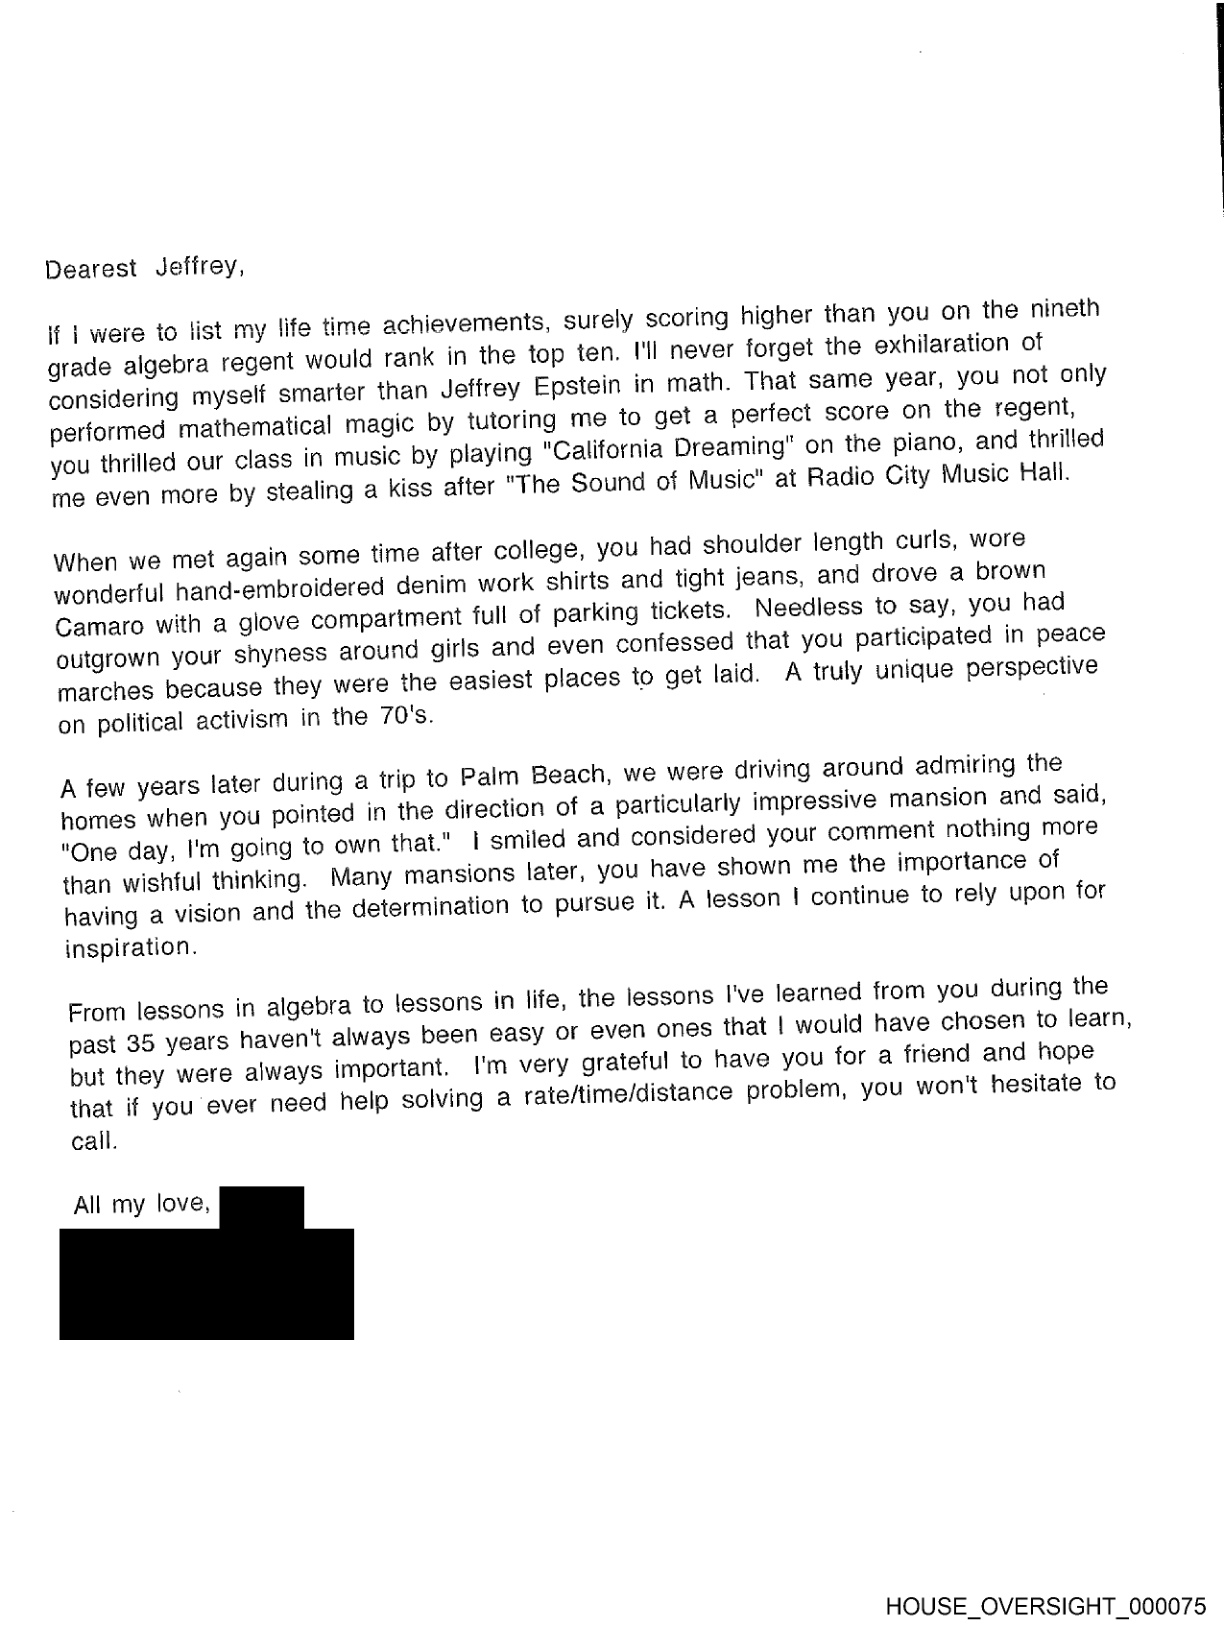 Dearest Jeffrey,
If I were to list my life time achievements, surely scoring higher than you on the nineth
grade algebra regent would rank in the top ten. I'll never forget the exhilaration of
considering myself smarter than Jeffrey Epstein in math. That same year, you not only
performed mathematical magic by tutoring me to get a perfect score on the regent,
you thrilled our class in music by playing "California Dreaming" on the piano, and thrilled
me even more by stealing a kiss after "The Sound of Music" at Radio City Music Hall.
When we met again some time after college, you had shoulder length curls, wore
wonderful hand-embroidered denim work shirts and tight jeans, and drove a brown
Camaro with a glove compartment full of parking tickets. Needless to say, you had
outgrown your shyness around girls and even confessed that you participated in peace
marches because they were the easiest places to get laid. A truly unique perspective
on political activism in the 70's.
A few years later during a trip to Palm Beach, we were driving around admiring the
homes when you pointed in the direction of a particularly impressive mansion and said,
"One day, I'm going to own that." I smiled and considered your comment nothing more
than wishful thinking. Many mansions later, you have shown me the importance of
having a vision and the determination to pursue it. A lesson I continue to rely upon for
inspiration.
From lessons in algebra to lessons in life, the lessons I've learned from you during the
past 35 years haven't always been easy or even ones that I would have chosen to learn,
but they were always important. I'm very grateful to have you for a friend and hope
that if you ever need help solving a rate/time/distance problem, you won't hesitate to
call.
All my love,
HOUSE_OVERSIGHT_000075